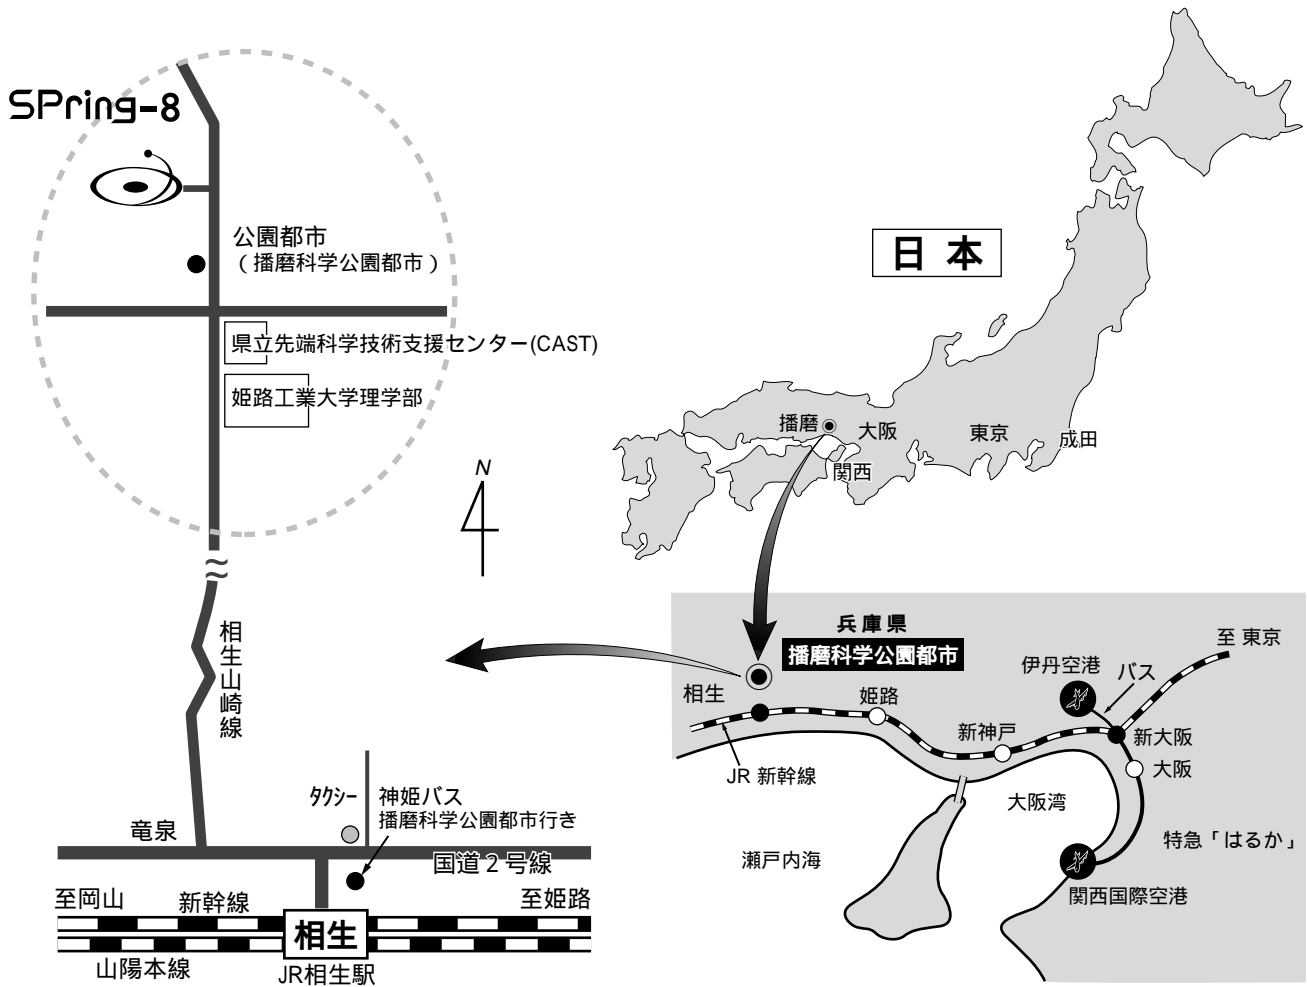 SPring-8
公園都市
（播磨科学公園都市）
県立先端科学技術支援センター(CAST)
姫路工業大学理学部
N
相生山崎線
タクシー
神姫バス
播磨科学公園都市行き
竜泉
国道２号線
至岡山
新幹線
至姫路
相生
山陽本線
JR相生駅
日本
播磨
大阪
東京
成田
関西
兵庫県
播磨科学公園都市
至 東京
伊丹空港
バス
相生
姫路
新神戸
新大阪
大阪
JR 新幹線
大阪湾
瀬戸内海
特急「はるか」
関西国際空港